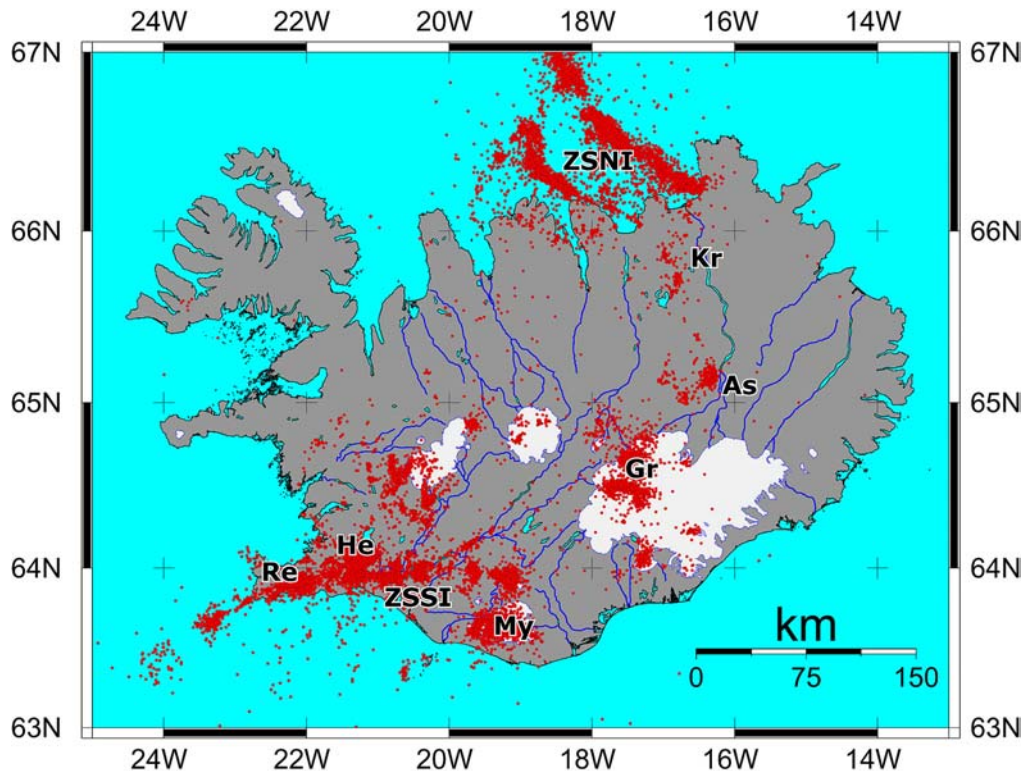 24W 22W 20W 18W 16W 14W
67N 67N
ZSNI
66N 66N
Kr
As
65N 65N
Gr
He
64N Re 64N
ZSSI
My
km
0 75 150
63N 63N
24W 22W 20W 18W 16W 14W